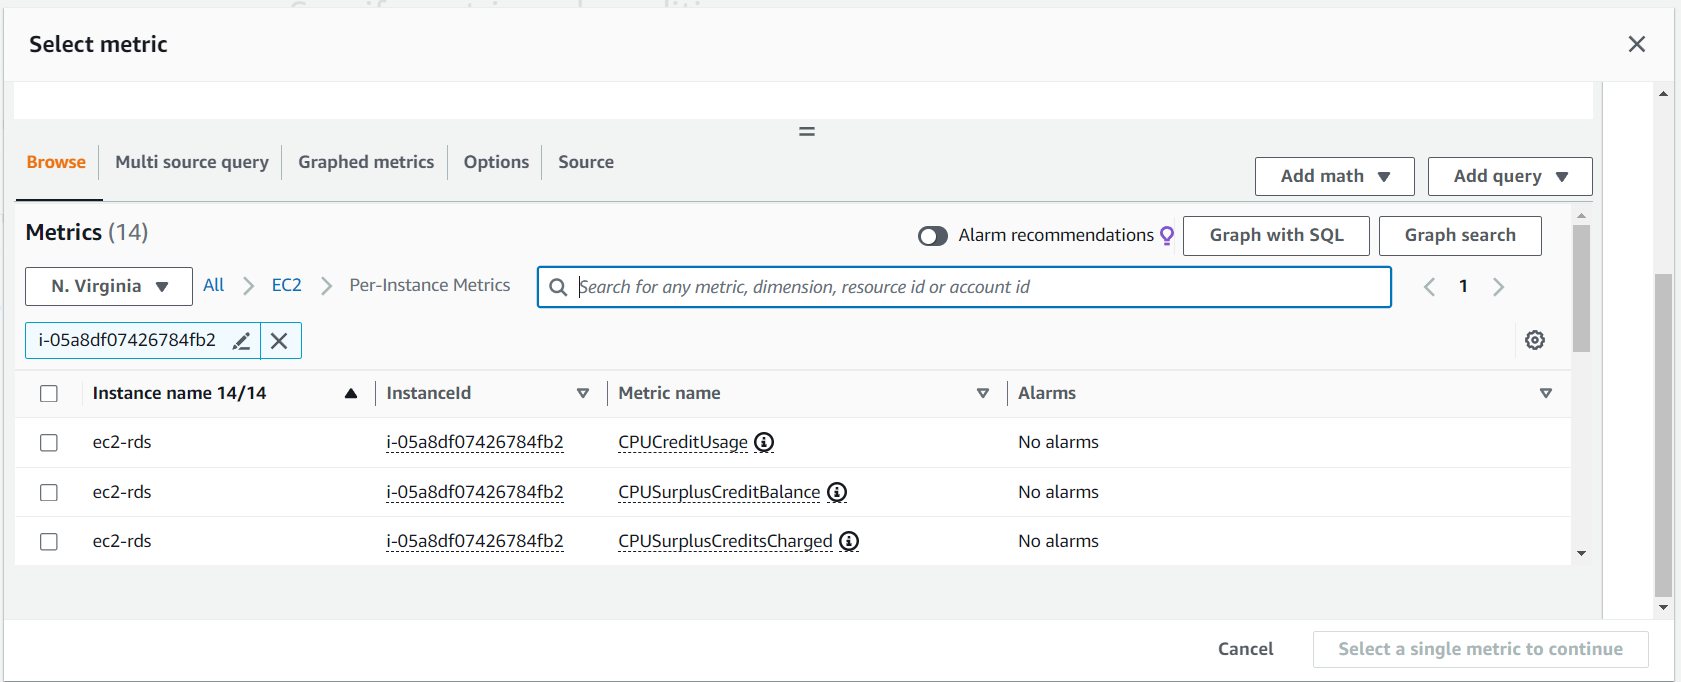 Select metric
Browse
Multi source query
Graphed metrics
Options
Source
Add math
Add query
Metrics (14)
Alarm recommendations
Graph with SQL
Graph search
N. Virginia
All
EC2
Per-Instance Metrics
Search for any metric, dimension, resource id or account id
1
i-05a8df07426784fb2
Instance name 14/14
InstanceId
Metric name
Alarms
ec2-rds
i-05a8df07426784fb2
CPUCreditUsage
No alarms
ec2-rds
i-05a8df07426784fb2
CPUSurplusCreditBalance
No alarms
ec2-rds
i-05a8df07426784fb2
CPUSurplusCreditsCharged
No alarms
Cancel
Select a single metric to continue